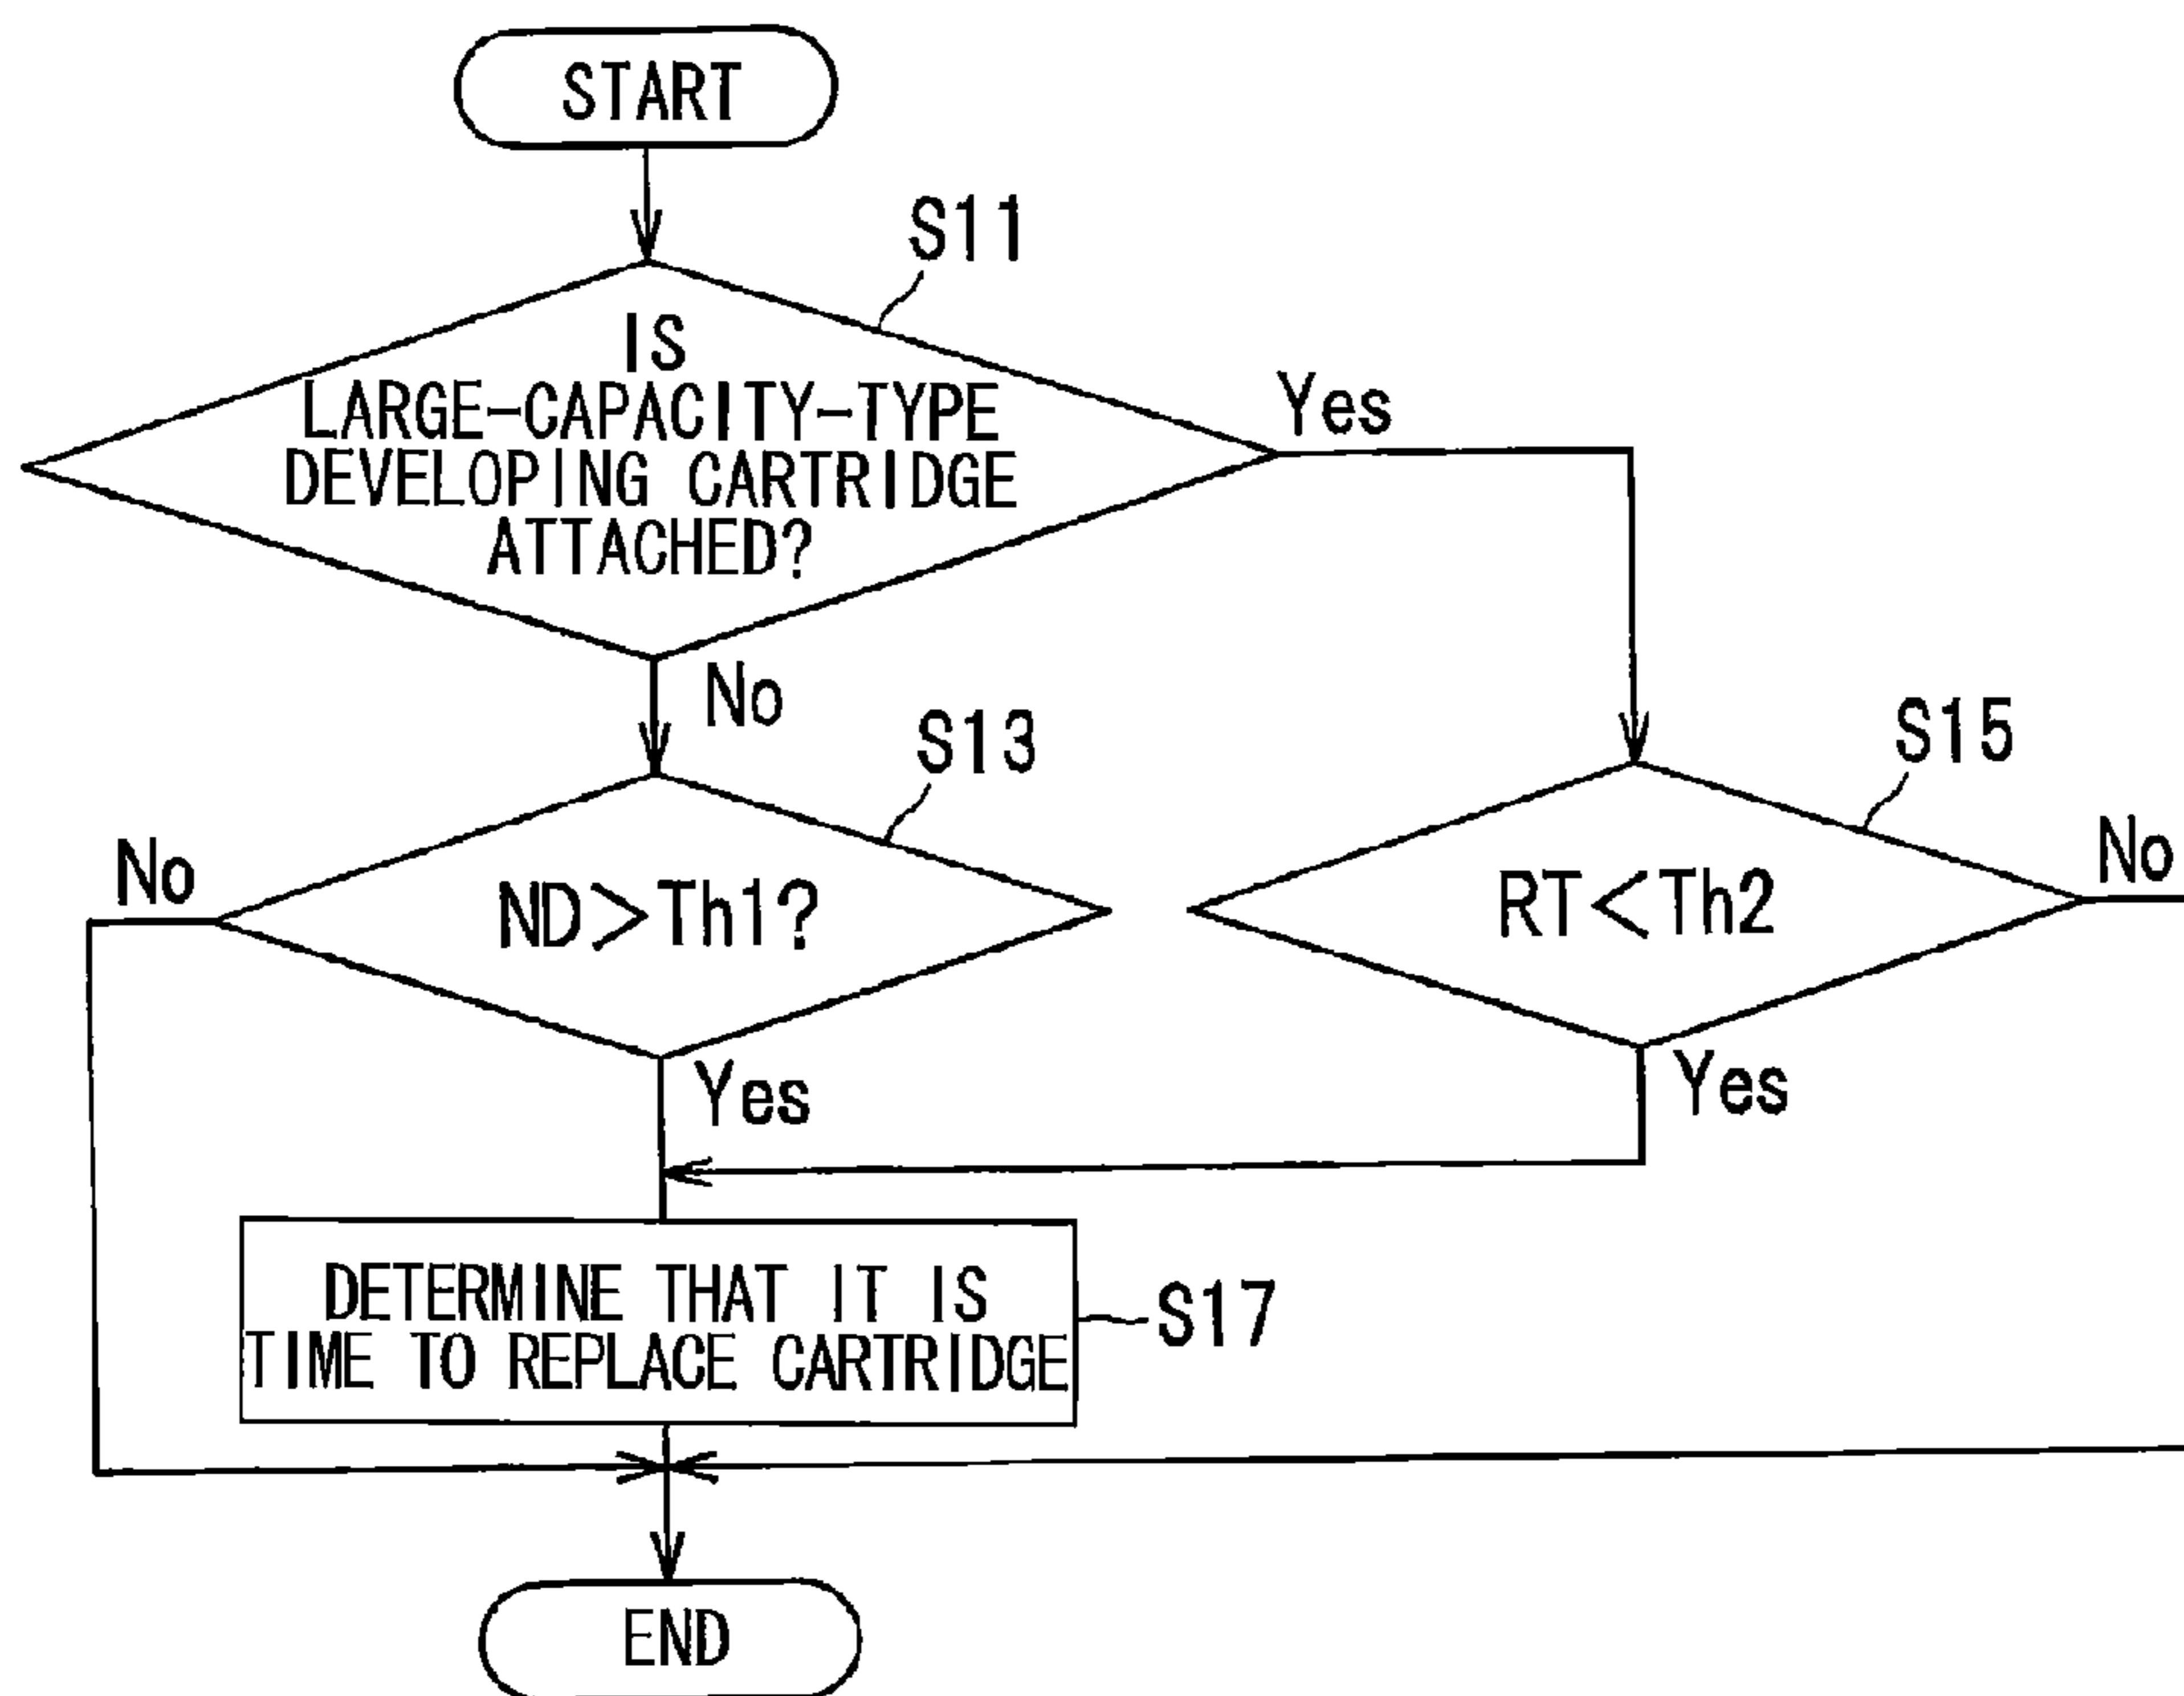 START
S11
IS
LARGE-CAPACITY-TYPE
DEVELOPING CARTRIDGE
ATTACHED?
Yes
No
S13
S15
No
ND>Th1?
RT<Th2
No
Yes
Yes
DETERMINE THAT IT IS
TIME TO REPLACE CARTRIDGE
S17
END